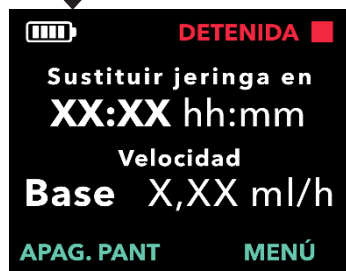 DETENIDA
Sustituir jeringa en
XX:XX hh:mm
Velocidad
Base X,XX ml/h
APAG. PANT MENÚ